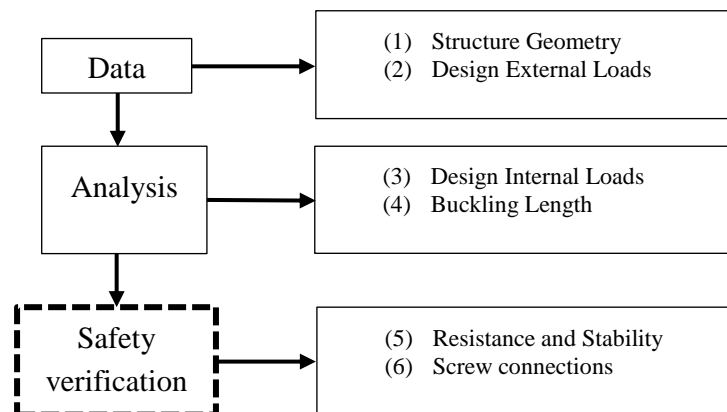 Data
(1) Structure Geometry
(2) Design External Loads
Analysis
(3) Design Internal Loads
(4) Buckling Length
Safety
verification
(5) Resistance and Stability
(6) Screw connections